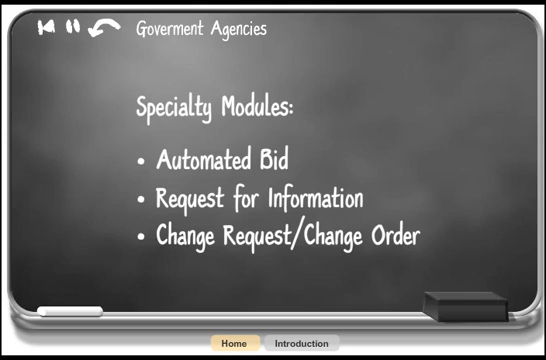 Goverment Agencies
Specialty Modules:
• Automated Bid
• Request for Information
• Change Request/Change Order
Home
Introduction